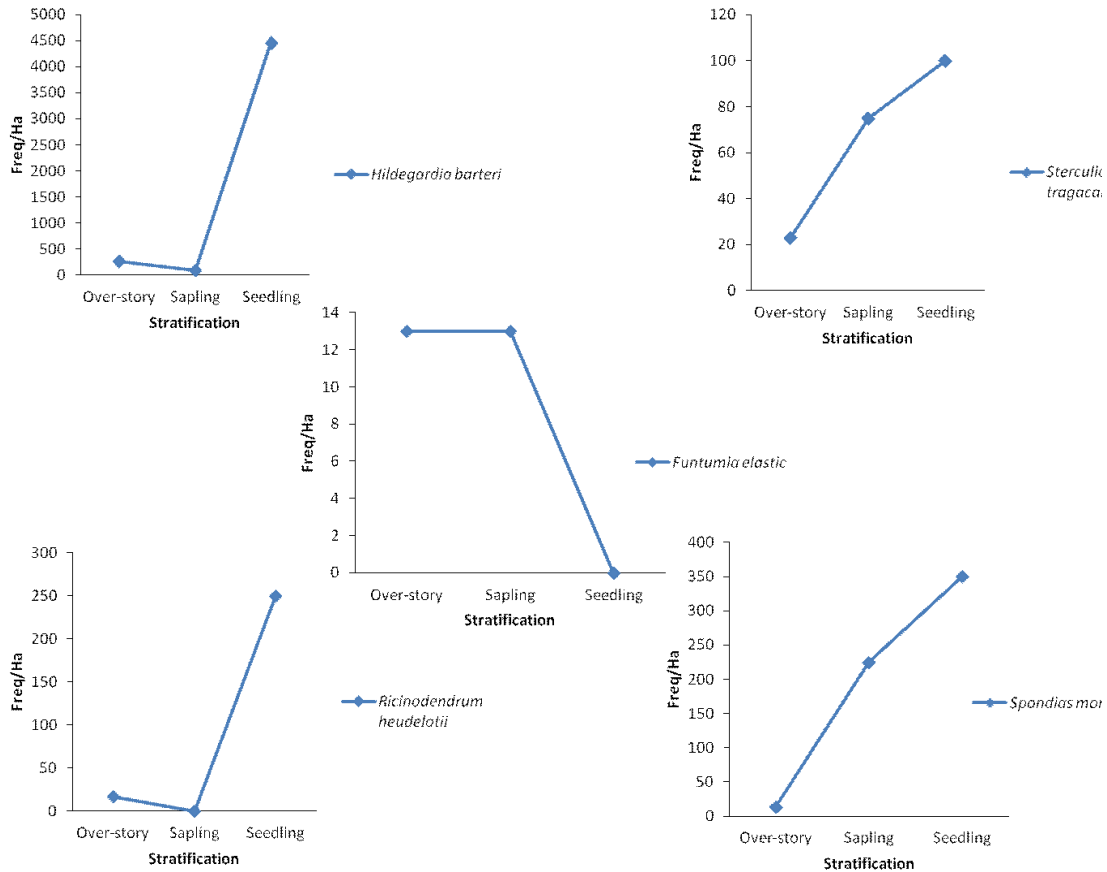 5000
4500
4000
3500
3000
2500
2000
1500
1000
500
0
Freq/Ha
Over-story Sapling Seedling
Stratification
Hildegardia barteri
120
100
80
60
40
20
0
Freq/Ha
Over-story Sapling Seedling
Stratification
Sterculia
tragaca
14
12
10
8
6
4
2
0
Freq/Ha
Over-story Sapling Seedling
Stratification
Funtumia elastic
300
250
200
150
100
50
0
Freq/Ha
Over-story Sapling Seedling
Stratification
Ricinodendrum
heudelotii
400
350
300
250
200
150
100
50
0
Freq/Ha
Over-story Sapling Seedling
Stratification
Spondias mor